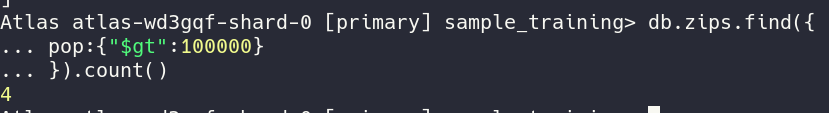 Atlas atlas-wd3gqf-shard-0 [primary] sample_training> db.zips.find({
... pop:{"$gt":100000}
... }).count()
4